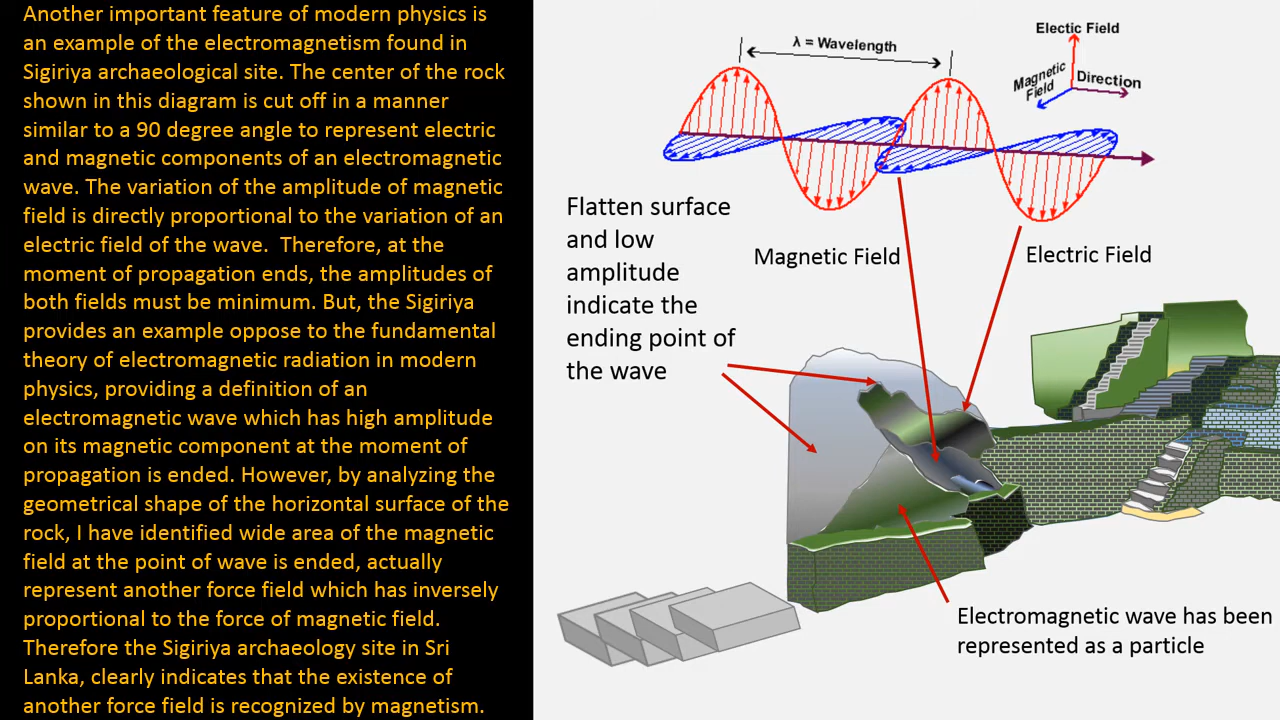 Another important feature of modern physics is
an example of the electromagnetism found in
Sigiriya archaeological site. The center of the rock
shown in this diagram is cut off in a manner
similar to a 90 degree angle to represent electric
and magnetic components of an electromagnetic
wave. The variation of the amplitude of magnetic
field is directly proportional to the variation of an
electric field of the wave.  Therefore, at the
moment of propagation ends, the amplitudes of
both fields must be minimum. But, the Sigiriya
provides an example oppose to the fundamental
theory of electromagnetic radiation in modern
physics, providing a definition of an
electromagnetic wave which has high amplitude
on its magnetic component at the moment of
propagation is ended. However, by analyzing the
geometrical shape of the horizontal surface of the
rock, I have identified wide area of the magnetic
field at the point of wave is ended, actually
represent another force field which has inversely
proportional to the force of magnetic field.
Therefore the Sigiriya archaeology site in Sri
Lanka, clearly indicates that the existence of
another force field is recognized by magnetism.
λ = Wavelength
Electic Field
Magnetic
Field
Direction
Flatten surface
and low
amplitude
indicate the
ending point of
the wave
Magnetic Field
Electric Field
Electromagnetic wave has been
represented as a particle